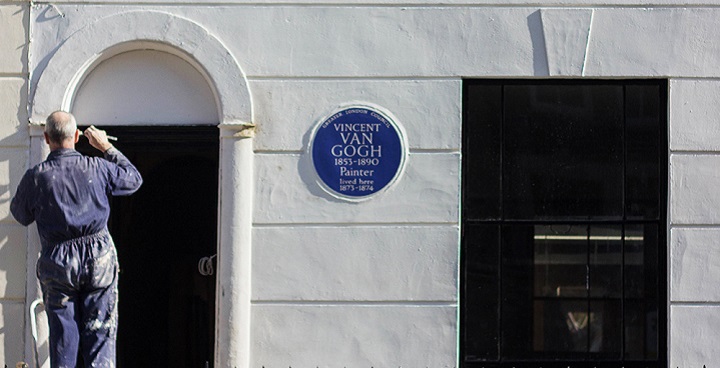 GREATER LONDON COUNCIL
VINCENT
VAN
GOGH
1853-1890
Painter
lived here
1873-1874